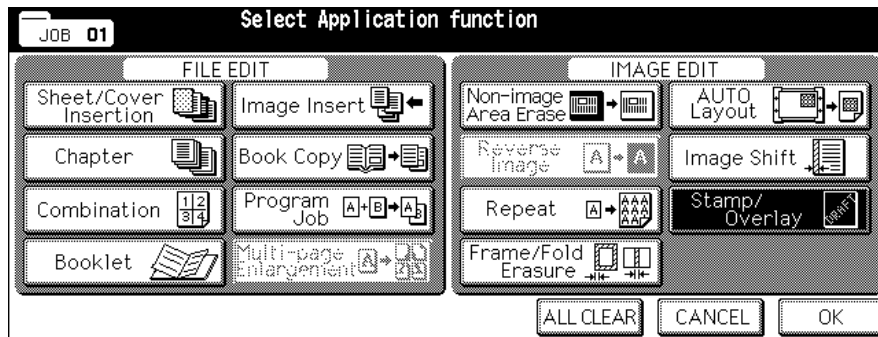 JOB 01
Select Application function
FILE EDIT
Sheet/Cover
Insertion
Image Insert
Chapter
Book Copy
Combination
1 2
3 4
Program
Job
A + B A B
Booklet
Multi-page
Enlargement
A
IMAGE EDIT
Non-image
Area Erase
AUTO
Layout
Reverse
Image
A A
Image Shift
Repeat
A AAA
AAA
AA
Stamp/
Overlay
DRAFT
Frame/Fold
Erasure
ALL CLEAR
CANCEL
OK